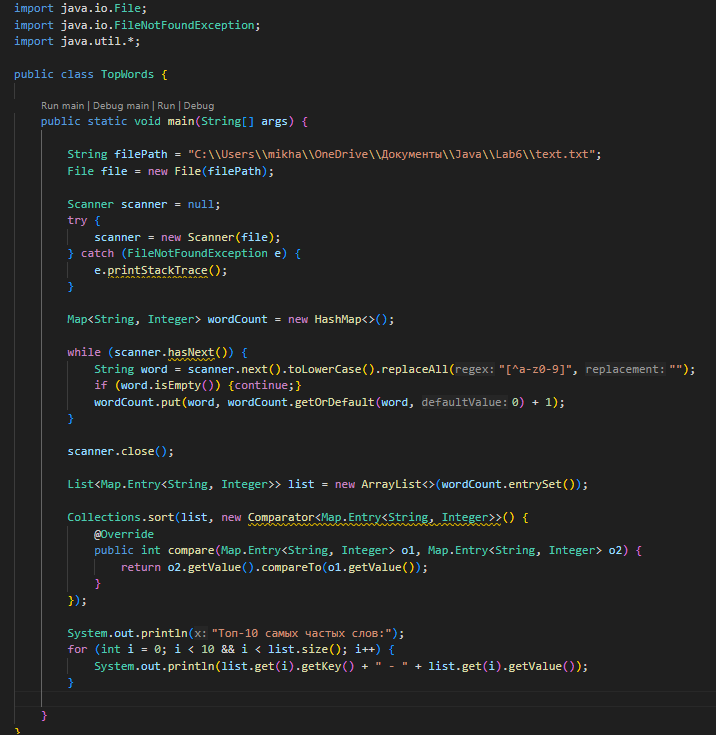 import java.io.File;
import java.io.FileNotFoundException;
import java.util.*;
public class TopWords {
Run main | Debug main | Run | Debug
public static void main(String[] args) {
String filePath = "C:\\Users\\mikha\\OneDrive\\Документы\\Java\\Lab6\\text.txt";
File file = new File(filePath);
Scanner scanner = null;
try {
scanner = new Scanner(file);
} catch (FileNotFoundException e) {
e.printStackTrace();
}
Map<String, Integer> wordCount = new HashMap<>();
while (scanner.hasNext()) {
String word = scanner.next().toLowerCase().replaceAll(regex: "[^a-z0-9]", replacement: "");
if (word.isEmpty()) {continue;}
wordCount.put(word, wordCount.getOrDefault(word, defaultValue: 0) + 1);
}
scanner.close();
List<Map.Entry<String, Integer>> list = new ArrayList<>(wordCount.entrySet());
Collections.sort(list, new Comparator<Map.Entry<String, Integer>>() {
@Override
public int compare(Map.Entry<String, Integer> o1, Map.Entry<String, Integer> o2) {
return o2.getValue().compareTo(o1.getValue());
}
});
System.out.println(x: "Топ-10 самых частых слов:");
for (int i = 0; i < 10 && i < list.size(); i++) {
System.out.println(list.get(i).getKey() + " - " + list.get(i).getValue());
}
}
}